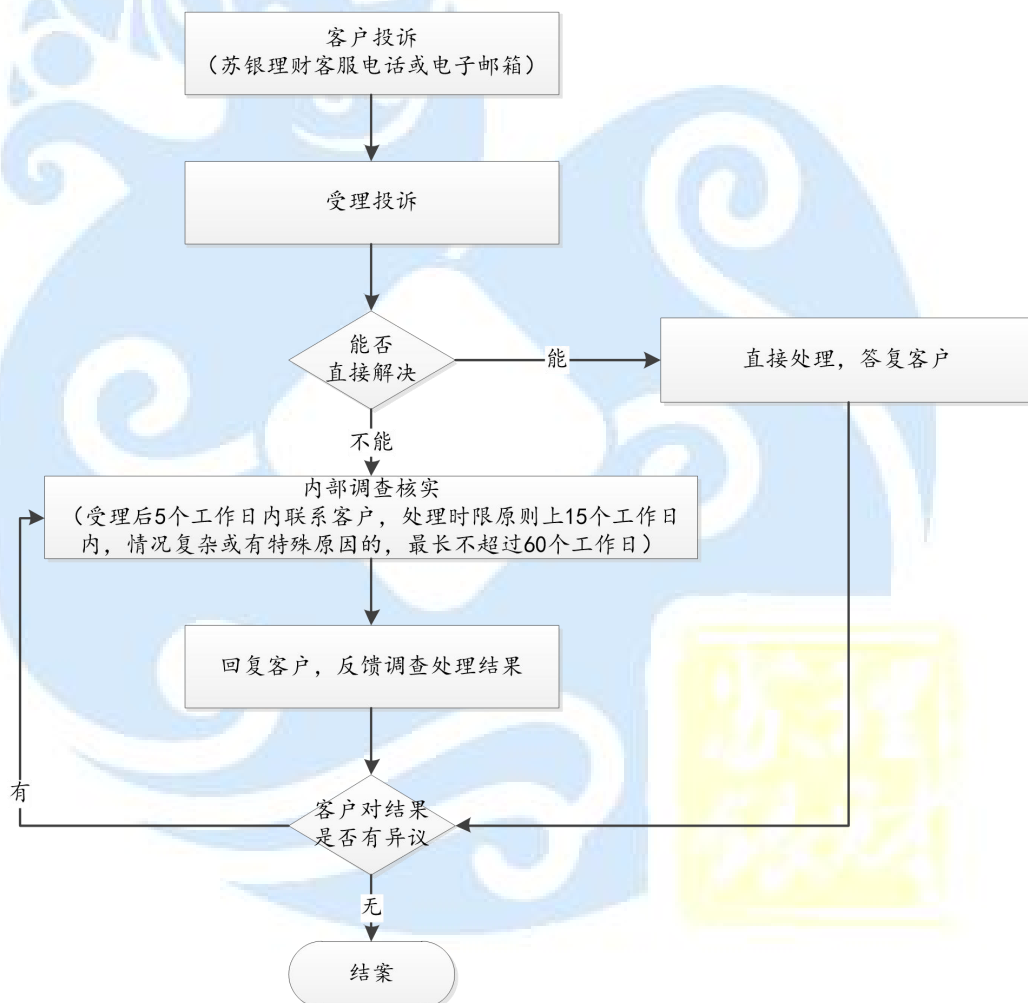 客户投诉
（苏银理财客服电话或电子邮箱）
受理投诉
能否
直接解决
能
直接处理，答复客户
不能
内部调查核实
（受理后5个工作日内联系客户，处理时限原则上15个工作日
内，情况复杂或有特殊原因的，最长不超过60个工作日）
回复客户，反馈调查处理结果
有
客户对结果
是否有异议
无
结案